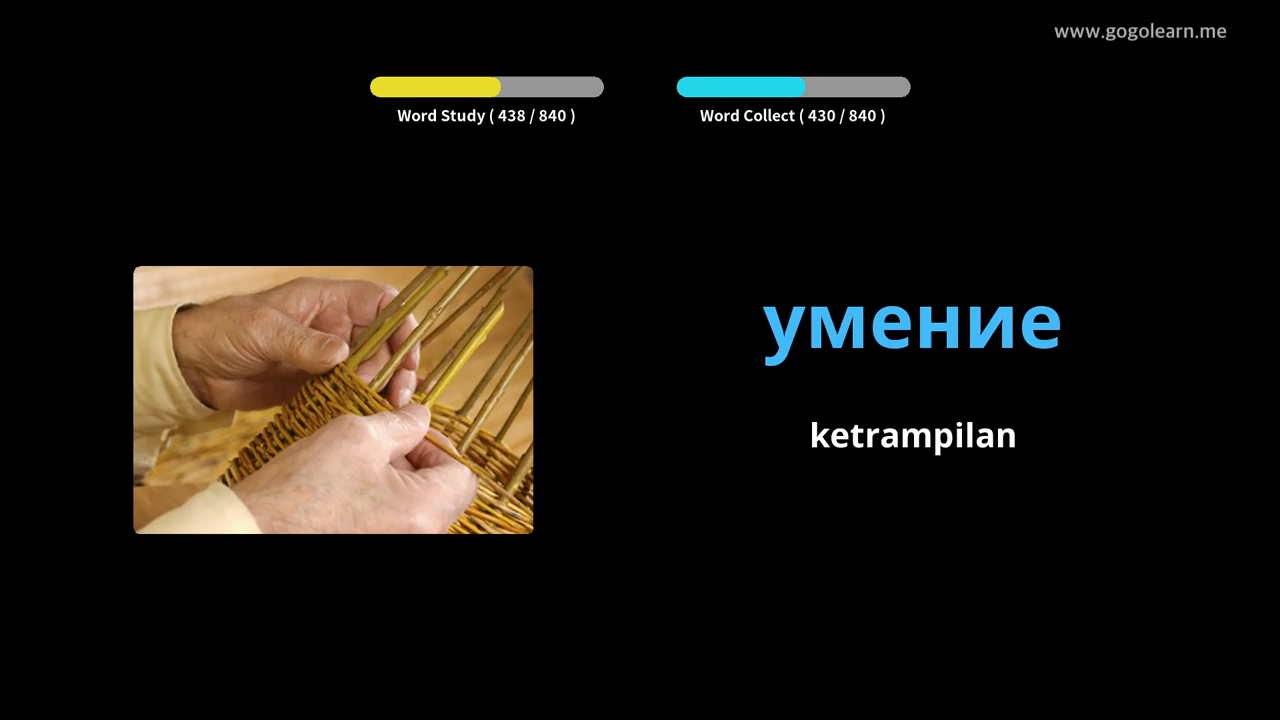 www.gogolearn.me
Word Study ( 438 / 840 )
Word Collect ( 430 / 840 )
умение
ketrampilan